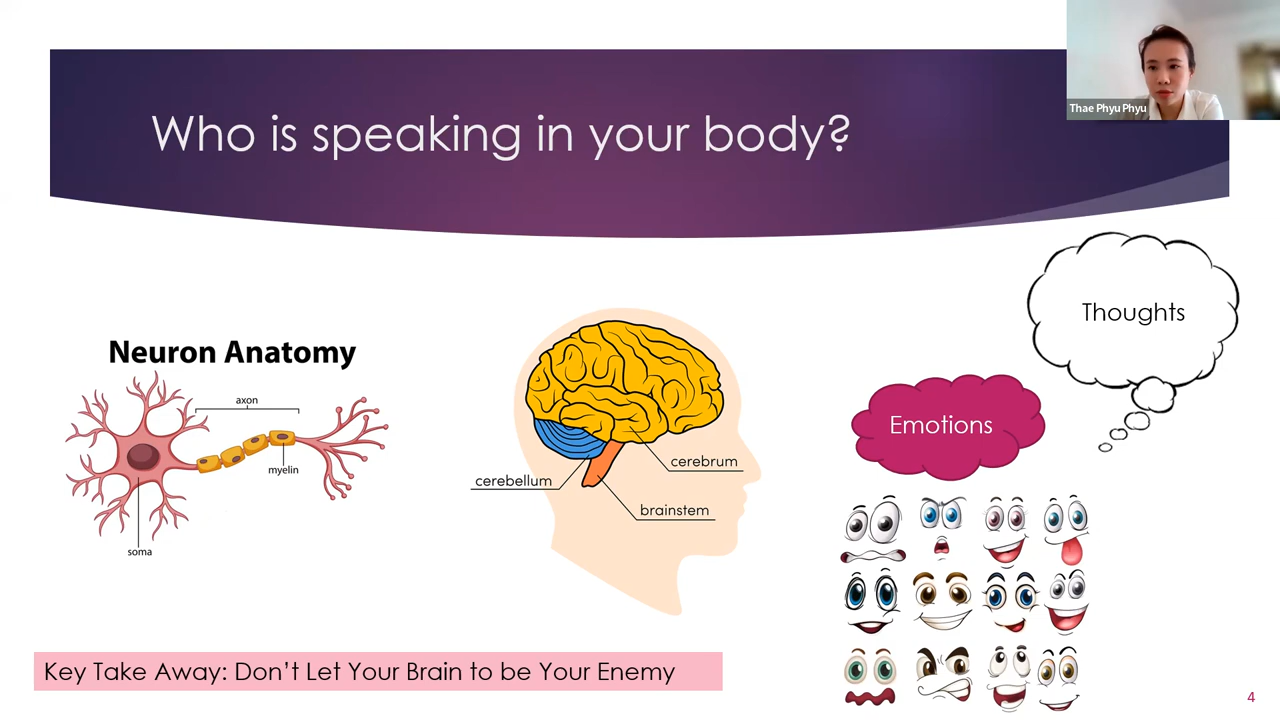 Thae Phyu Phyu
Who is speaking in your body?
Thoughts
Neuron Anatomy
axon
myelin
soma
cerebrum
cerebellum
brainstem
Emotions
Key Take Away: Don’t Let Your Brain to be Your Enemy
4